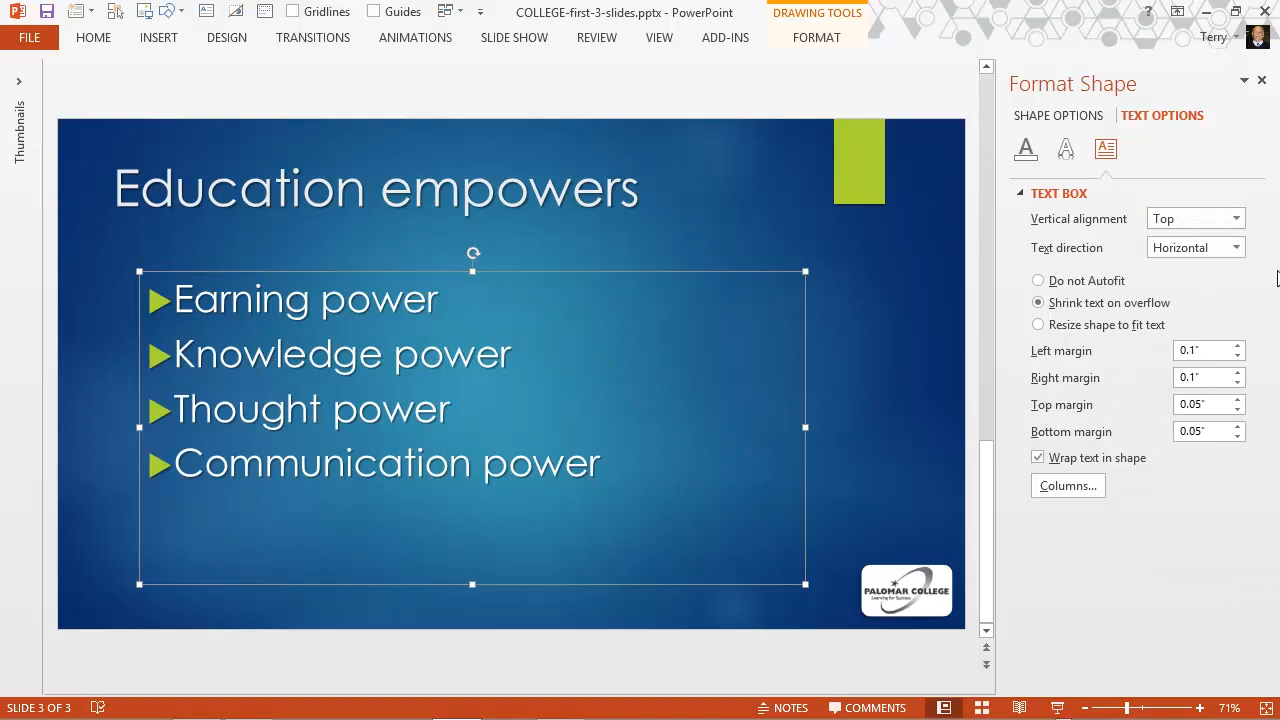 Gridlines
Guides
COLLEGE-first-3-slides.pptx - PowerPoint
DRAWING TOOLS
?
FILE
HOME
INSERT
DESIGN
TRANSITIONS
ANIMATIONS
SLIDE SHOW
REVIEW
VIEW
ADD-INS
FORMAT
Terry
Thumbnails
Education empowers
Earning power
Knowledge power
Thought power
Communication power
PALOMAR COLLEGE
Learning for Success
Format Shape
SHAPE OPTIONS
TEXT OPTIONS
TEXT BOX
Vertical alignment Top
Text direction Horizontal
Do not Autofit
Shrink text on overflow
Resize shape to fit text
Left margin 0.1"
Right margin 0.1"
Top margin 0.05"
Bottom margin 0.05"
Wrap text in shape
Columns...
SLIDE 3 OF 3
NOTES
COMMENTS
71%